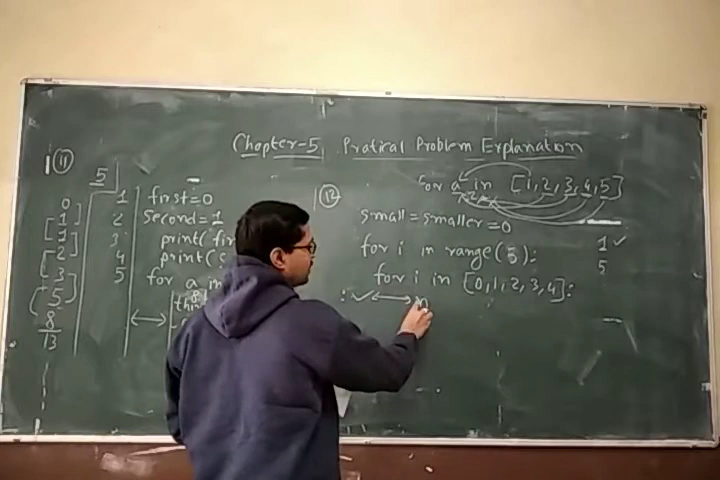 Chapter-5 Pratical Problem Explanation
11
5
0
[1]
[1]
[2]
3
[5]
8
13
1
2
3
4
5
first=0
Second=1
print(fir
print(s
for a in
12
for a in [1,2,3,4,5]
small=smaller=0
for i in range(5):
for i in [0,1,2,3,4]:
: ✓ ↔ n
1 ✓
5